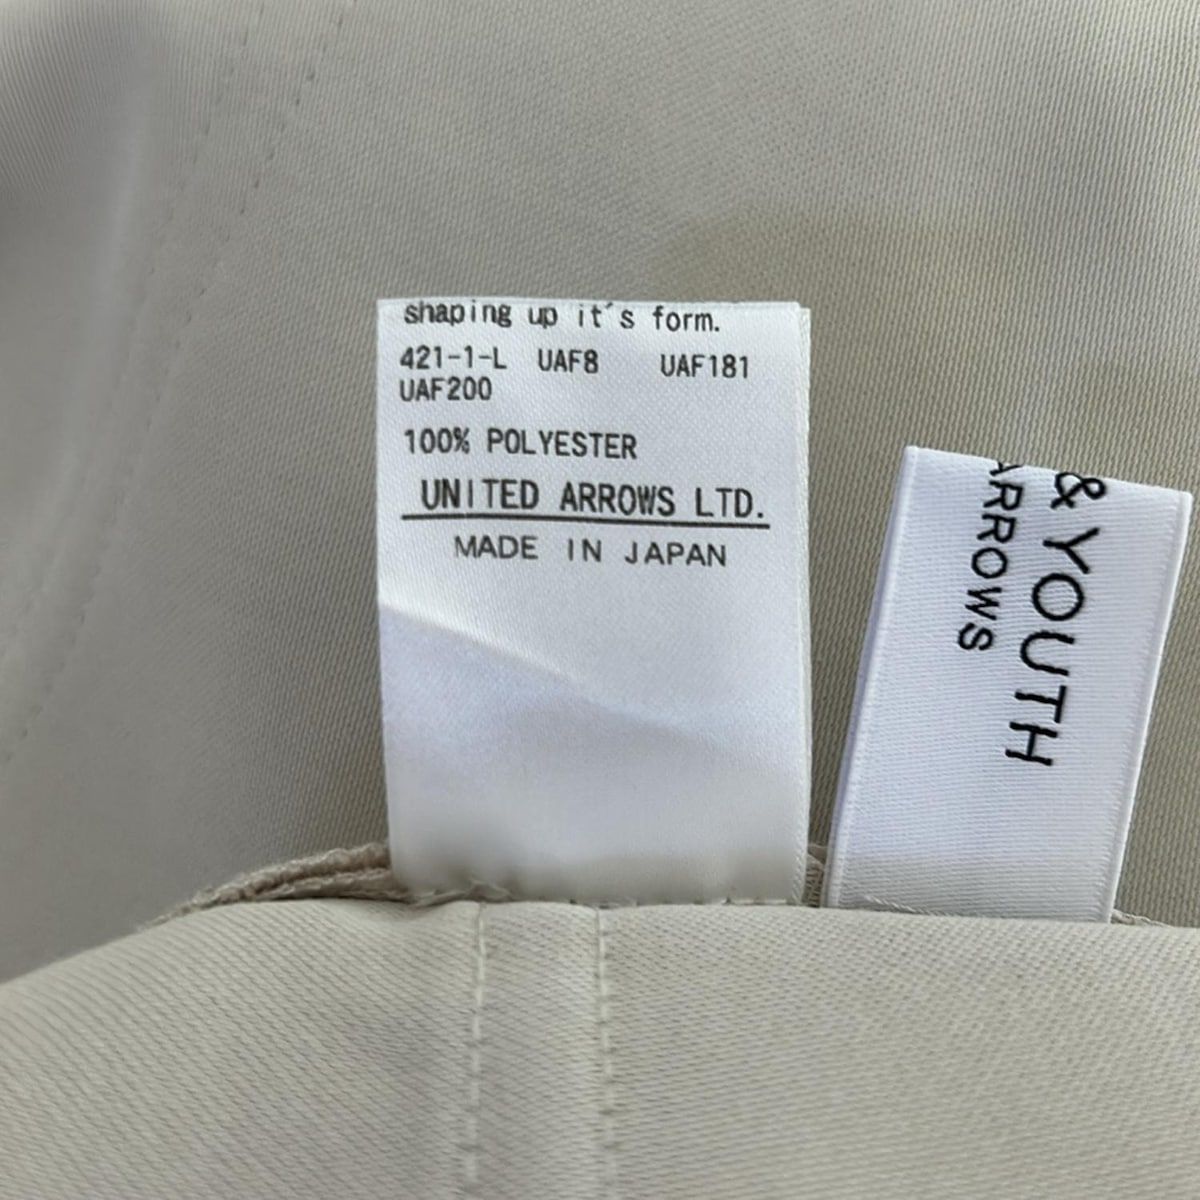 shaping up it's form.
421-1-L UAF8 UAF181
UAF200
100% POLYESTER
UNITED ARROWS LTD.
MADE IN JAPAN
& YOUTH
ARROWS